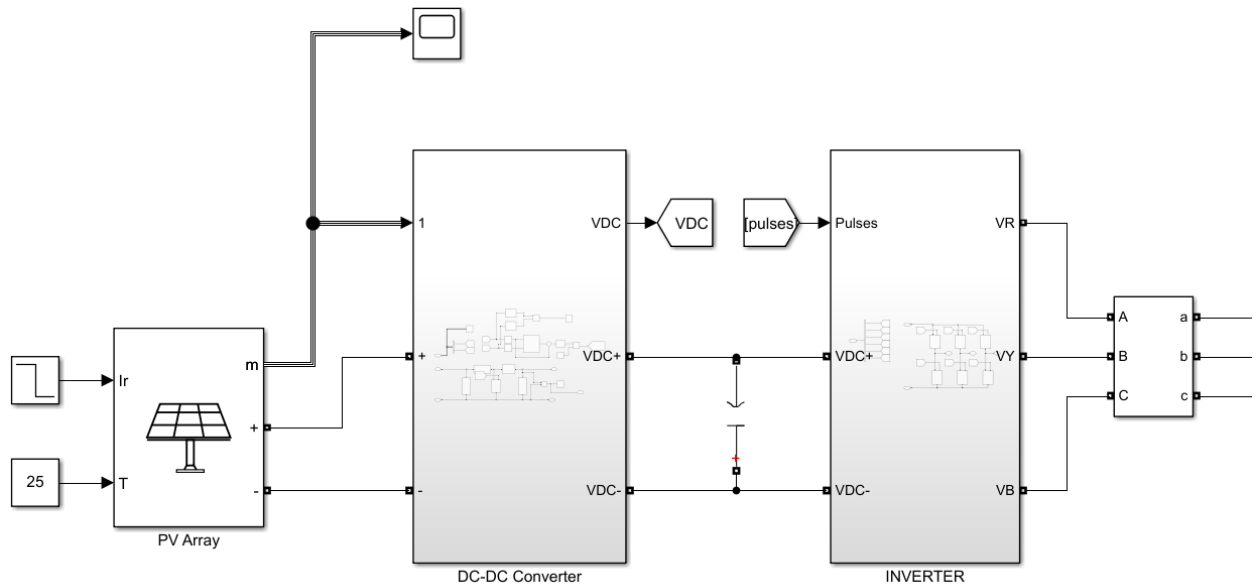 1
VDC
VDC
[pulses]
Pulses
VR
A
a
+
VDC+
VDC+
VY
B
b
m
Ir
C
c
+
+
25
T
-
-
VDC-
VDC-
VB
PV Array
DC-DC Converter
INVERTER